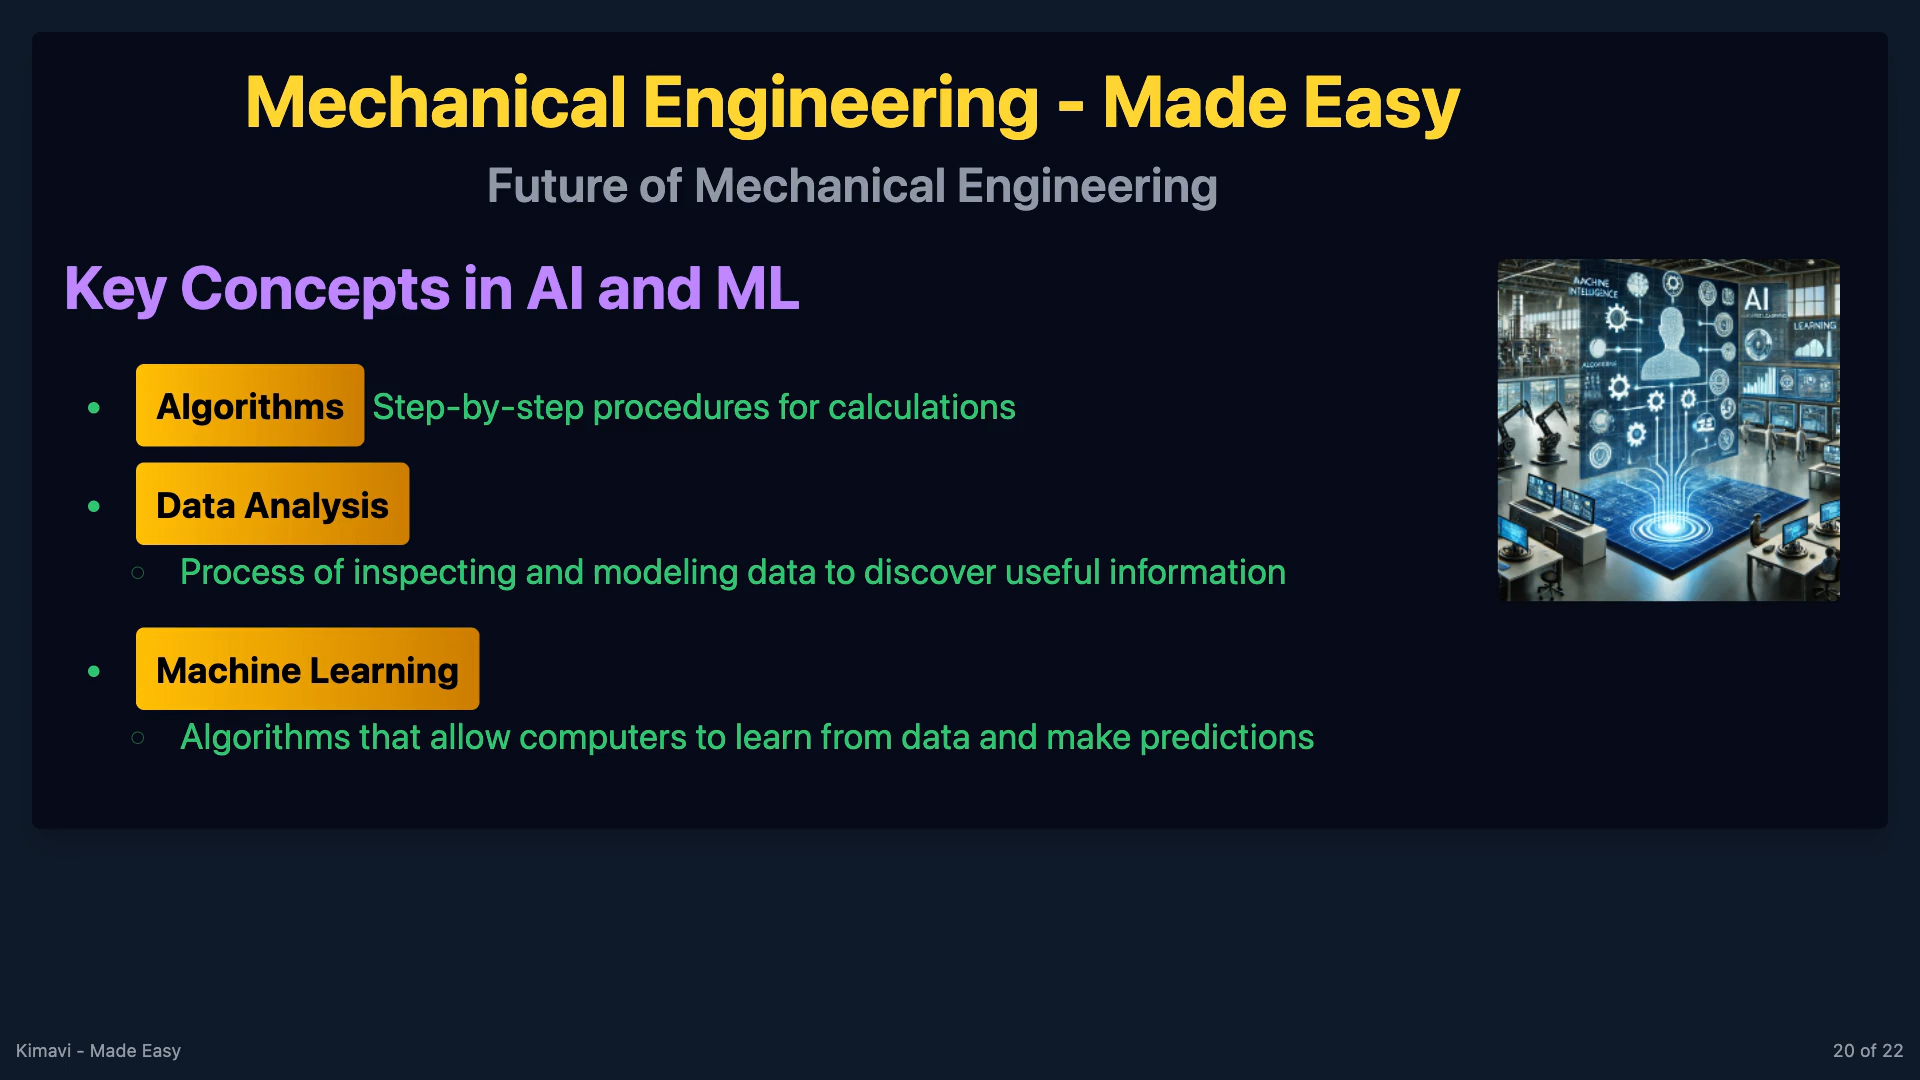 Mechanical Engineering - Made Easy
Future of Mechanical Engineering
Key Concepts in AI and ML
Algorithms Step-by-step procedures for calculations
Data Analysis
Process of inspecting and modeling data to discover useful information
Machine Learning
Algorithms that allow computers to learn from data and make predictions
MACHINE
INTELLIGENCE
AI
LEARNING
Kimavi - Made Easy
20 of 22